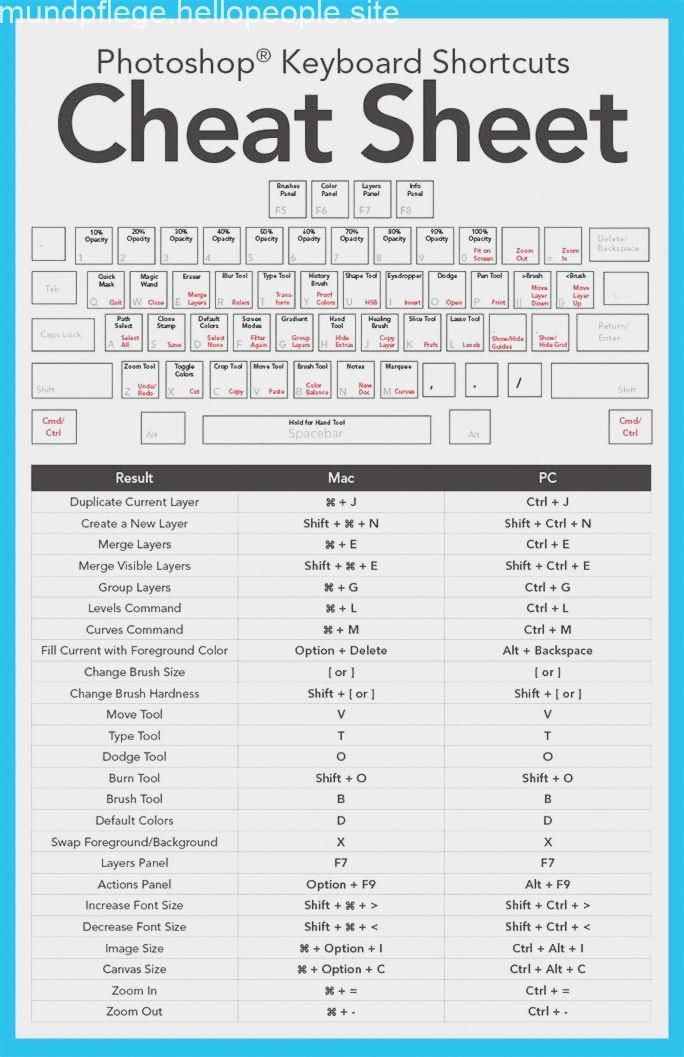 mundpflege.hellopeople.site
Photoshop® Keyboard Shortcuts
Cheat Sheet
Brushes Panel F5 Color Panel F6 Layers Panel F7 Info Panel F8
10% Opacity 1 20% Opacity 2 30% Opacity 3 40% Opacity 4 50% Opacity 5 60% Opacity 6 70% Opacity 7 80% Opacity 8 90% Opacity 9 100% Opacity 0 Fit on Screen - Zoom Out = Zoom In Delete/ Backspace
Tab Quick Mask Q Quit Magic Wand W Close Eraser E Merge Layers Blur Tool R Rulers Type Tool T Trans- form History Brush Y Proof Colors Shape Tool U HSB Eyedropper I Invert Dodge O Open Pen Tool P Print >Brush Move Layer Down <Brush Move Layer Up \
Caps Lock Path Select A Select All Clone Stamp S Save Default Colors D Select None Screen Modes F Filter Again Gradient G Group Layers Hand Tool H Hide Extras Healing Brush J Copy Layer Slice Tool K Prefs Lasso Tool L Levels ; Show/Hide Guides Show/ Hide Grid Return/ Enter
Shift Zoom Tool Z Undo/ Redo Toggle Colors X Cut Crop Tool C Copy Move Tool V Paste Brush Tool B Color Balance Notes N New Doc Marquee M Curves , . / Shift
Cmd/ Ctrl Alt Hold for Hand Tool Spacebar Alt Cmd/ Ctrl
Result Mac PC
Duplicate Current Layer ⌘ + J Ctrl + J
Create a New Layer Shift + ⌘ + N Shift + Ctrl + N
Merge Layers ⌘ + E Ctrl + E
Merge Visible Layers Shift + ⌘ + E Shift + Ctrl + E
Group Layers ⌘ + G Ctrl + G
Levels Command ⌘ + L Ctrl + L
Curves Command ⌘ + M Ctrl + M
Fill Current with Foreground Color Option + Delete Alt + Backspace
Change Brush Size [ or ] [ or ]
Change Brush Hardness Shift + [ or ] Shift + [ or ]
Move Tool V V
Type Tool T T
Dodge Tool O O
Burn Tool Shift + O Shift + O
Brush Tool B B
Default Colors D D
Swap Foreground/Background X X
Layers Panel F7 F7
Actions Panel Option + F9 Alt + F9
Increase Font Size Shift + ⌘ + > Shift + Ctrl + >
Decrease Font Size Shift + ⌘ + < Shift + Ctrl + <
Image Size ⌘ + Option + I Ctrl + Alt + I
Canvas Size ⌘ + Option + C Ctrl + Alt + C
Zoom In ⌘ + = Ctrl + =
Zoom Out ⌘ + - Ctrl + -